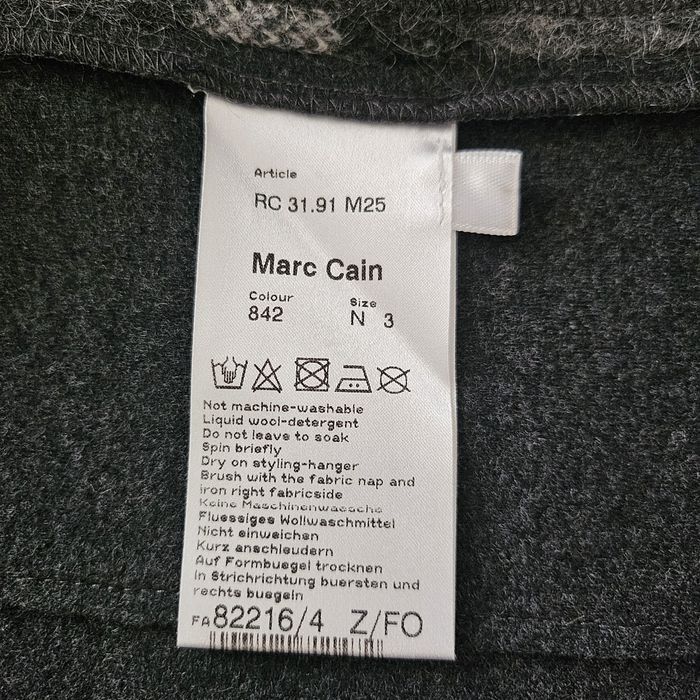 Article
RC 31.91 M25
Marc Cain
Colour Size
842 N 3
Not machine-washable
Liquid wool-detergent
Do not leave to soak
Spin briefly
Dry on styling-hanger
Brush with the fabric nap and
iron right fabricside
Keine Maschinenwaesche
Fluessiges Wollwaschmittel
Nicht einweichen
Kurz anschleudern
Auf Formbuegel trocknen
In Strichrichtung buersten und
rechts buegeln
FA 82216/4 Z/FO